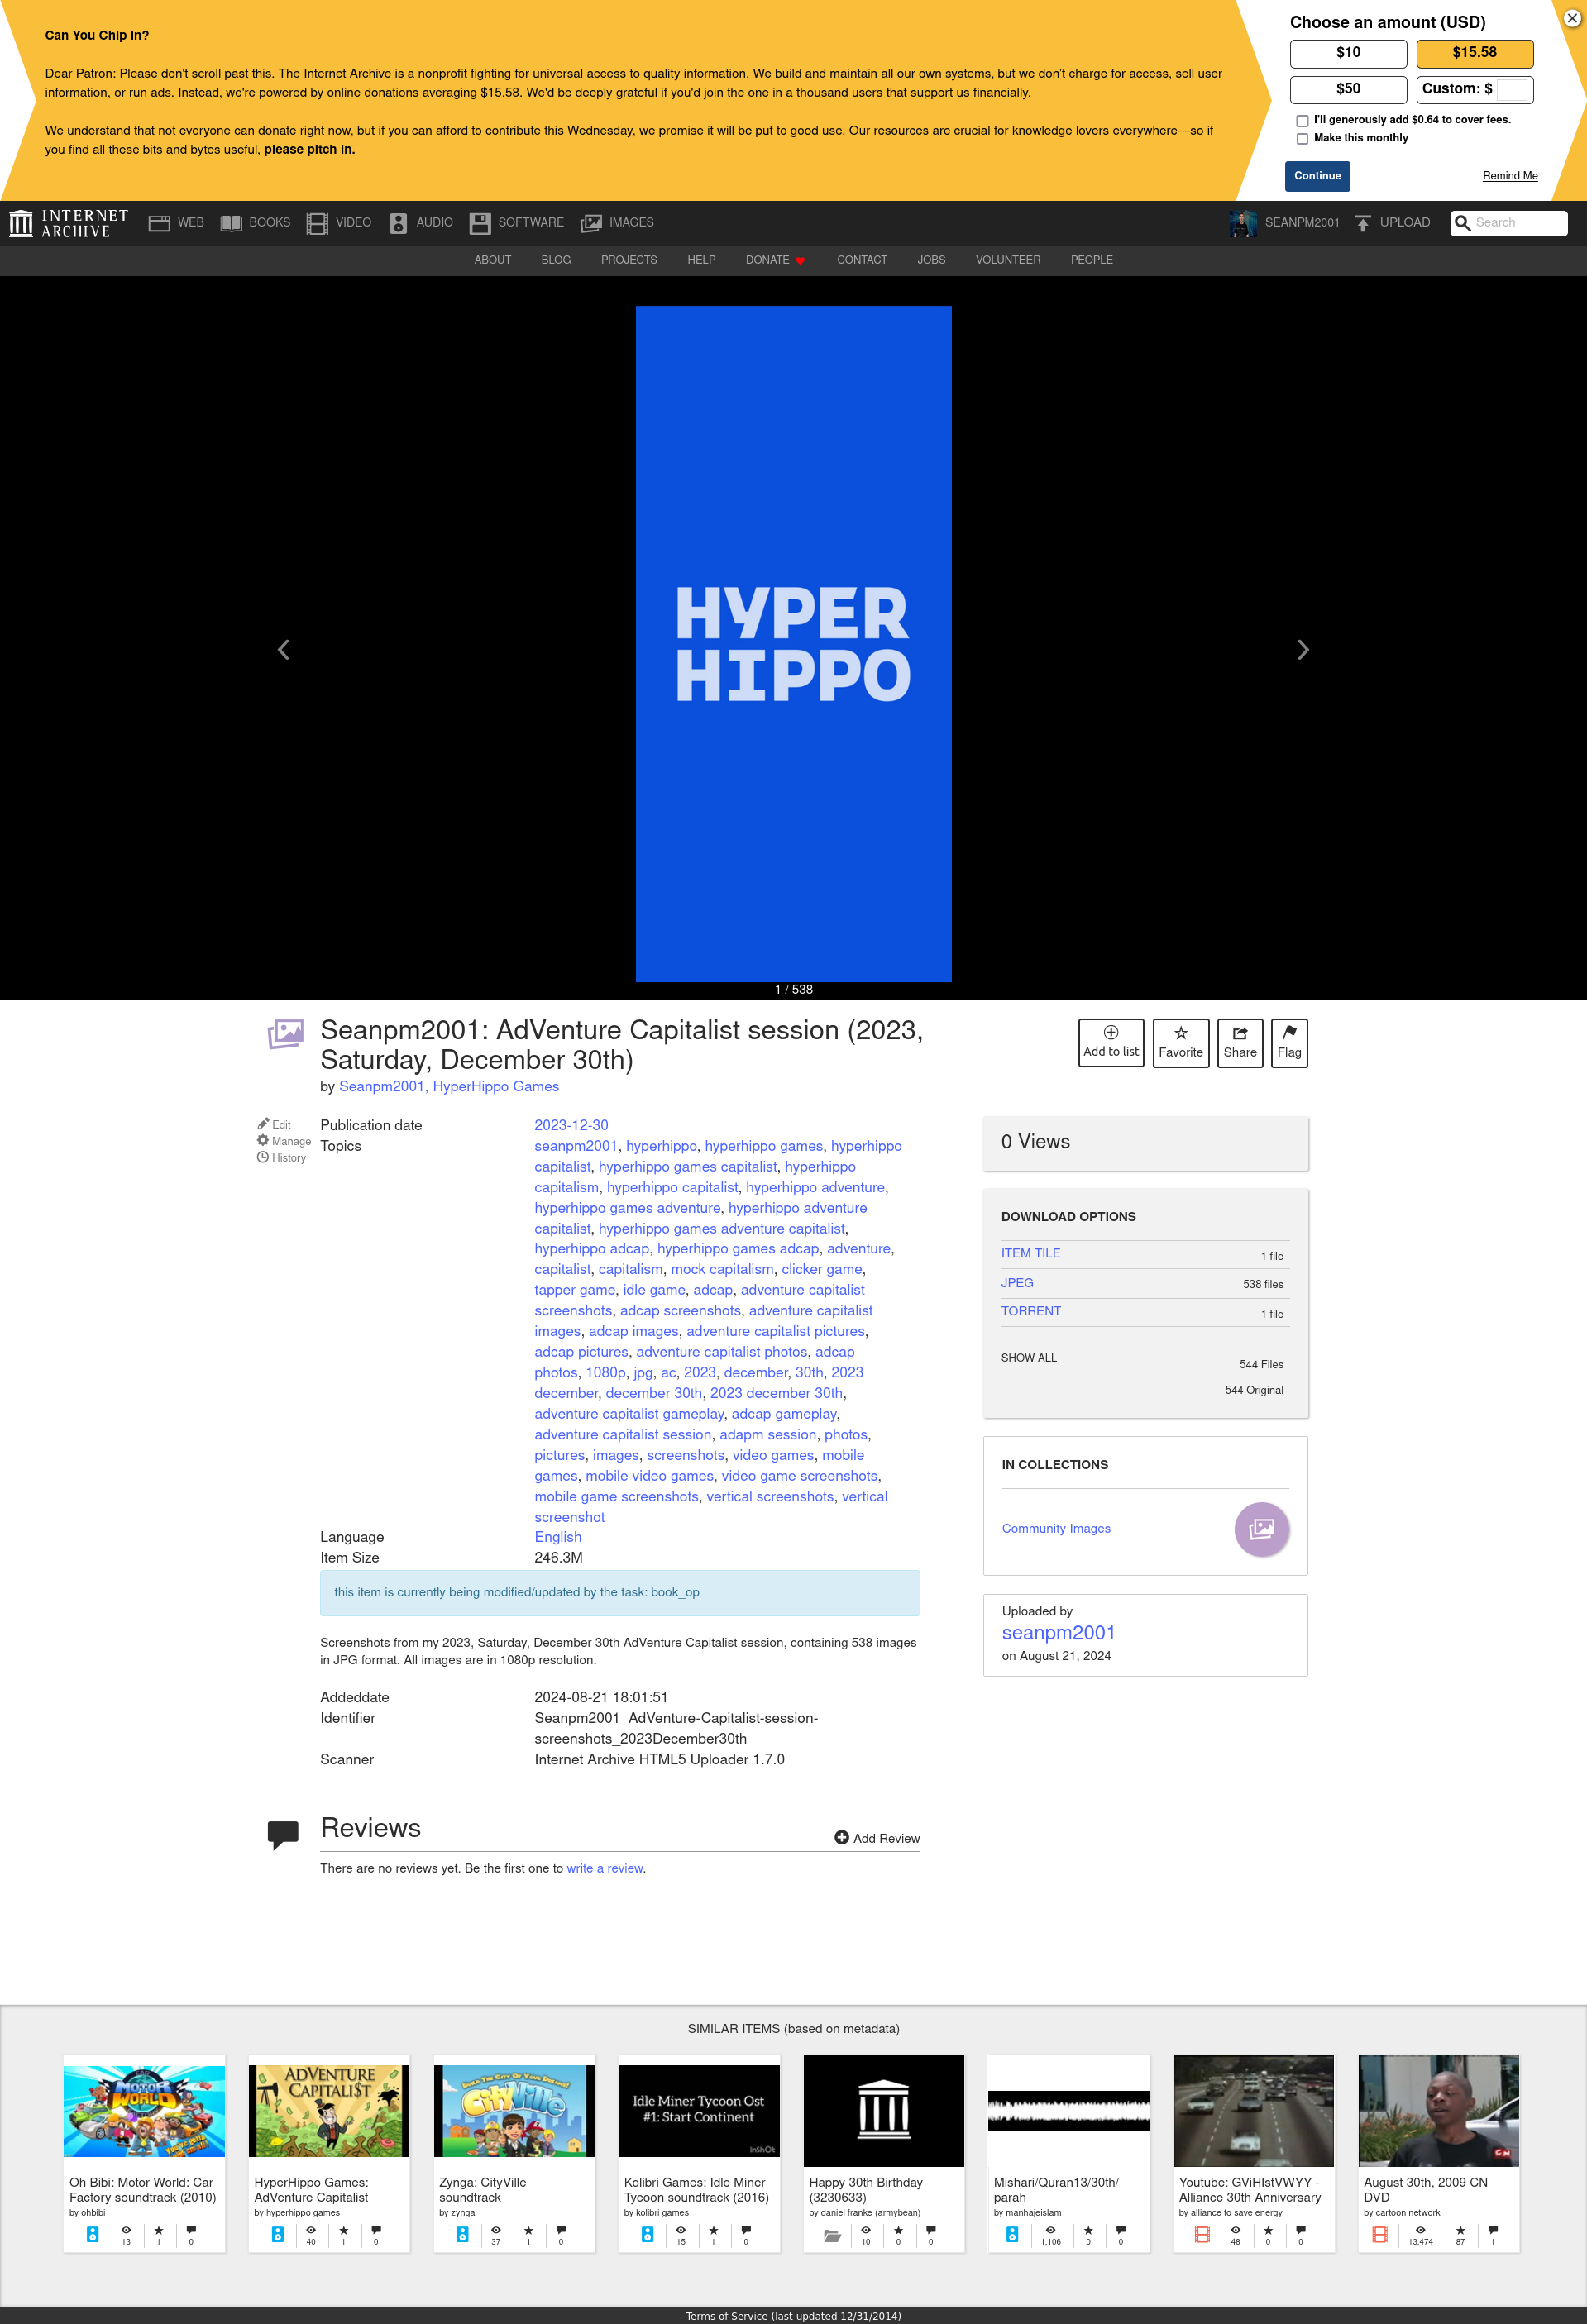 Can You Chip in?
Dear Patron: Please don't scroll past this. The Internet Archive is a nonprofit fighting for universal access to quality information. We build and maintain all our own systems, but we don't charge for access, sell user
information, or run ads. Instead, we're powered by online donations averaging $15.58. We'd be deeply grateful if you'd join the one in a thousand users that support us financially.
We understand that not everyone can donate right now, but if you can afford to contribute this Wednesday, we promise it will be put to good use. Our resources are crucial for knowledge lovers everywhere—so if
you find all these bits and bytes useful, please pitch in.
Choose an amount (USD)
$10
$15.58
$50
Custom: $
I'll generously add $0.64 to cover fees.
Make this monthly
Continue
Remind Me
INTERNET
ARCHIVE
WEB
BOOKS
VIDEO
AUDIO
SOFTWARE
IMAGES
SEANPM2001
UPLOAD
Search
ABOUT
BLOG
PROJECTS
HELP
DONATE
CONTACT
JOBS
VOLUNTEER
PEOPLE
HYPER
HIPPO
1 / 538
Seanpm2001: AdVenture Capitalist session (2023,
Saturday, December 30th)
by Seanpm2001, HyperHippo Games
Add to list
Favorite
Share
Flag
Edit
Manage
History
Publication date 2023-12-30
Topics seanpm2001, hyperhippo, hyperhippo games, hyperhippo
capitalist, hyperhippo games capitalist, hyperhippo
capitalism, hyperhippo capitalist, hyperhippo adventure,
hyperhippo games adventure, hyperhippo adventure
capitalist, hyperhippo games adventure capitalist,
hyperhippo adcap, hyperhippo games adcap, adventure,
capitalist, capitalism, mock capitalism, clicker game,
tapper game, idle game, adcap, adventure capitalist
screenshots, adcap screenshots, adventure capitalist
images, adcap images, adventure capitalist pictures,
adcap pictures, adventure capitalist photos, adcap
photos, 1080p, jpg, ac, 2023, december, 30th, 2023
december, december 30th, 2023 december 30th,
adventure capitalist gameplay, adcap gameplay,
adventure capitalist session, adapm session, photos,
pictures, images, screenshots, video games, mobile
games, mobile video games, video game screenshots,
mobile game screenshots, vertical screenshots, vertical
screenshot
Language English
Item Size 246.3M
this item is currently being modified/updated by the task: book_op
Screenshots from my 2023, Saturday, December 30th AdVenture Capitalist session, containing 538 images
in JPG format. All images are in 1080p resolution.
Addeddate 2024-08-21 18:01:51
Identifier Seanpm2001_AdVenture-Capitalist-session-
screenshots_2023December30th
Scanner Internet Archive HTML5 Uploader 1.7.0
0 Views
DOWNLOAD OPTIONS
ITEM TILE 1 file
JPEG 538 files
TORRENT 1 file
SHOW ALL 544 Files
544 Original
IN COLLECTIONS
Community Images
Uploaded by
seanpm2001
on August 21, 2024
Reviews
Add Review
There are no reviews yet. Be the first one to write a review.
SIMILAR ITEMS (based on metadata)
MOTOR
WORLD
Oh Bibi: Motor World: Car
Factory soundtrack (2010)
by ohbibi
13 1 0
ADVENTURE
CAPITALI$T
HyperHippo Games:
AdVenture Capitalist
by hyperhippo games
40 1 0
CityVille
Zynga: CityVille
soundtrack
by zynga
37 1 0
Idle Miner Tycoon Ost
#1: Start Continent
InShOt
Kolibri Games: Idle Miner
Tycoon soundtrack (2016)
by kolibri games
15 1 0
Happy 30th Birthday
(3230633)
by daniel franke (armybean)
10 0 0
Mishari/Quran13/30th/
parah
by manhajeislam
1,106 0 0
Youtube: GViHIstVWYY -
Alliance 30th Anniversary
by alliance to save energy
48 0 0
CN
August 30th, 2009 CN
DVD
by cartoon network
13,474 87 1
Terms of Service (last updated 12/31/2014)